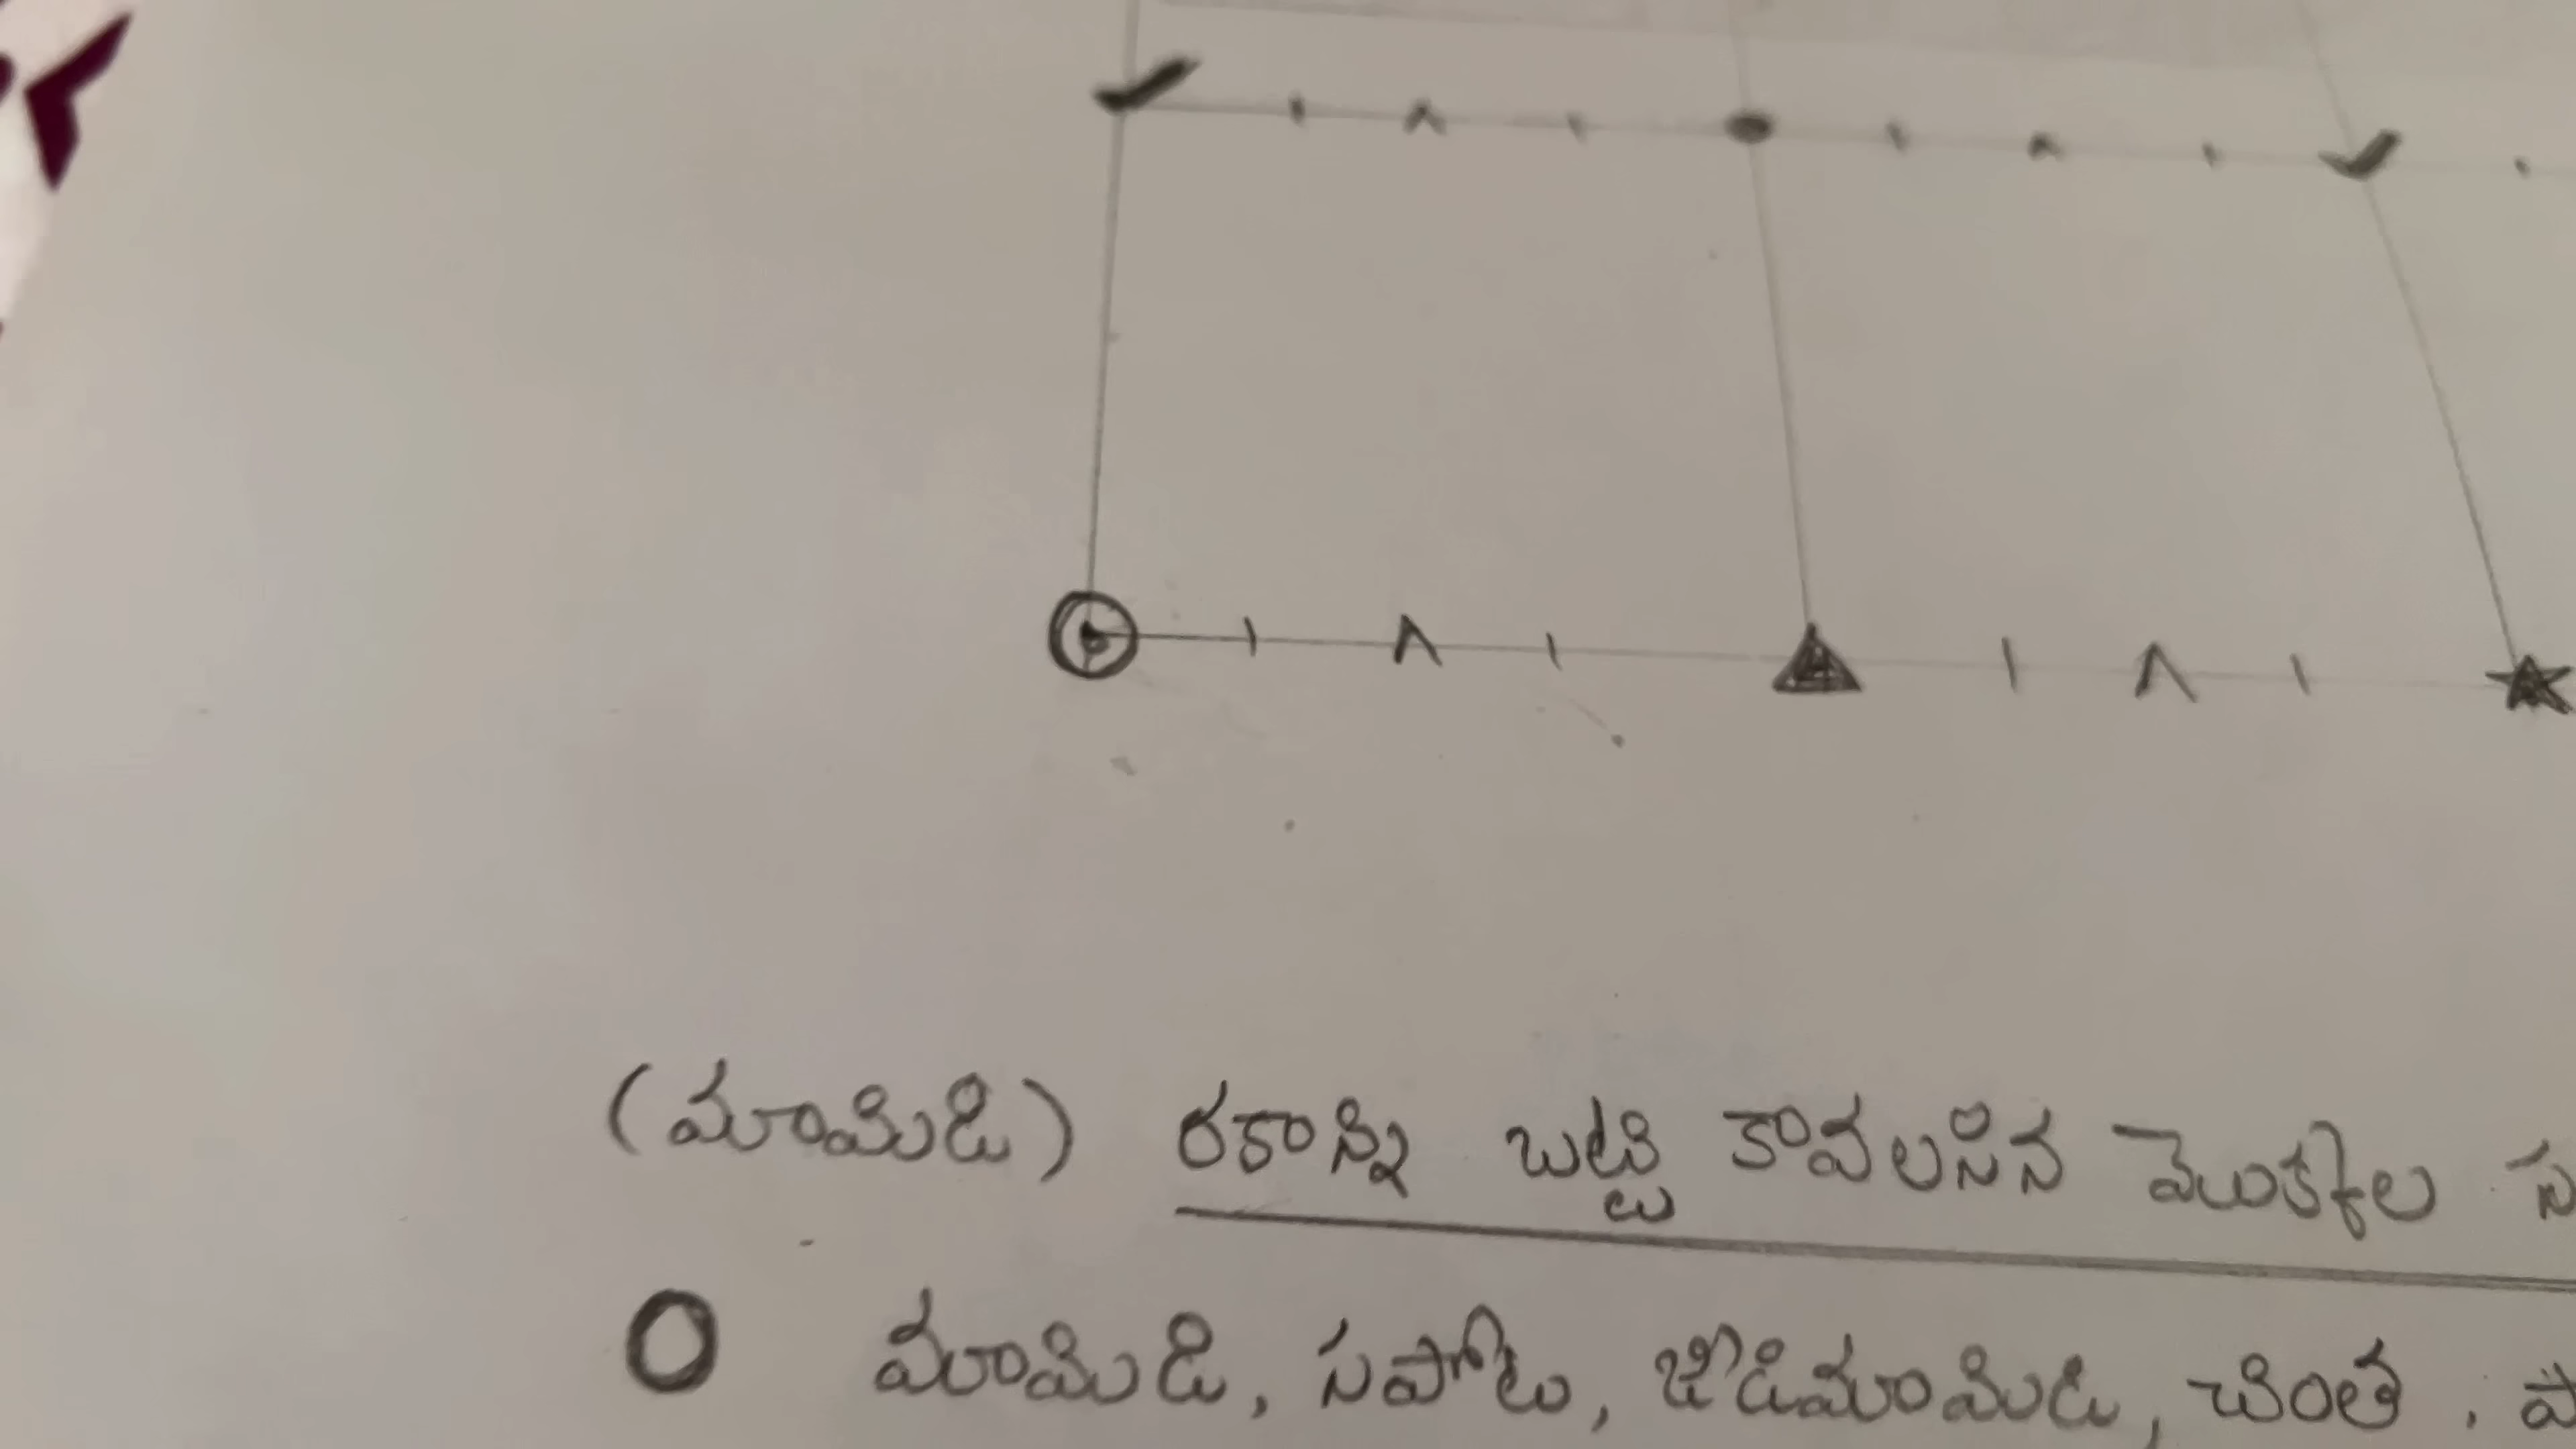 (మామిడి) రకాన్ని బట్టి కావలసిన మొక్కల
O మామిడి, సపోటు, జీడిమామిడి, చింత,